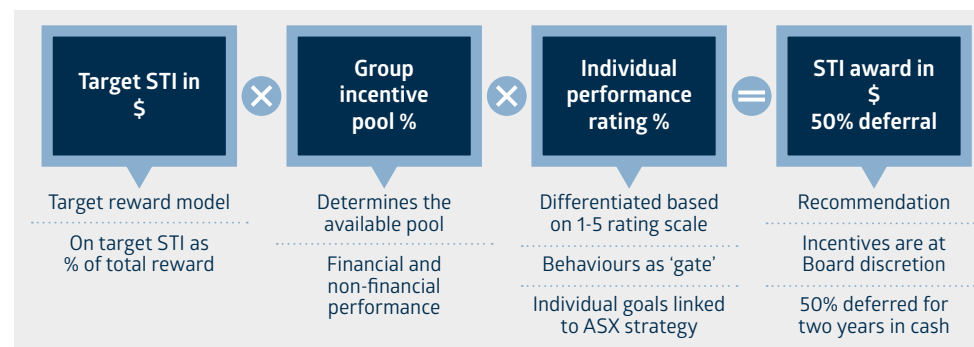 Target STI in
$
Group
incentive
pool %
Individual
performance
rating %
STI award in
$
50% deferral
Target reward model
On target STI as
% of total reward
Determines the
available pool
Financial and
non-financial
performance
Differentiated based
on 1-5 rating scale
Behaviours as ‘gate’
Individual goals linked
to ASX strategy
Recommendation
Incentives are at
Board discretion
50% deferred for
two years in cash